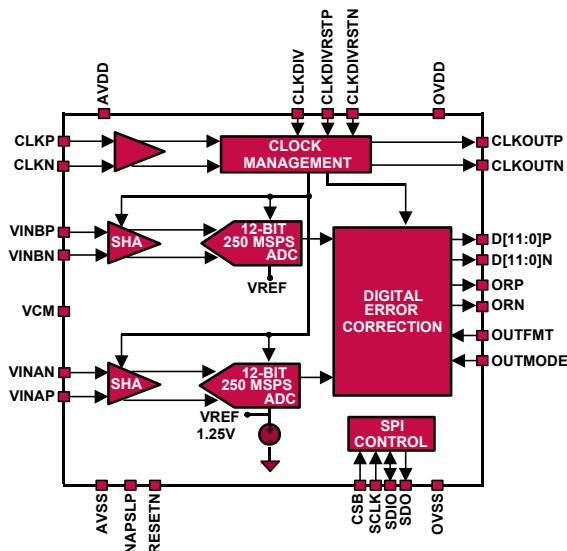 AVDD
CLKDIV
CLKDIVRSTP
CLKDIVRSTN
OVDD
CLKP
CLKN
CLOCK
MANAGEMENT
CLKOUTP
CLKOUTN
VINBP
VINBN
SHA
12-BIT
250 MSPS
ADC
VREF
D[11:0]P
D[11:0]N
ORP
ORN
OUTFMT
OUTMODE
DIGITAL
ERROR
CORRECTION
VCM
VINAN
VINAP
SHA
12-BIT
250 MSPS
ADC
VREF
1.25V
+
-
SPI
CONTROL
AVSS
NAPSLP
RESETN
CSB
SCLK
SDIO
SDO
OVSS